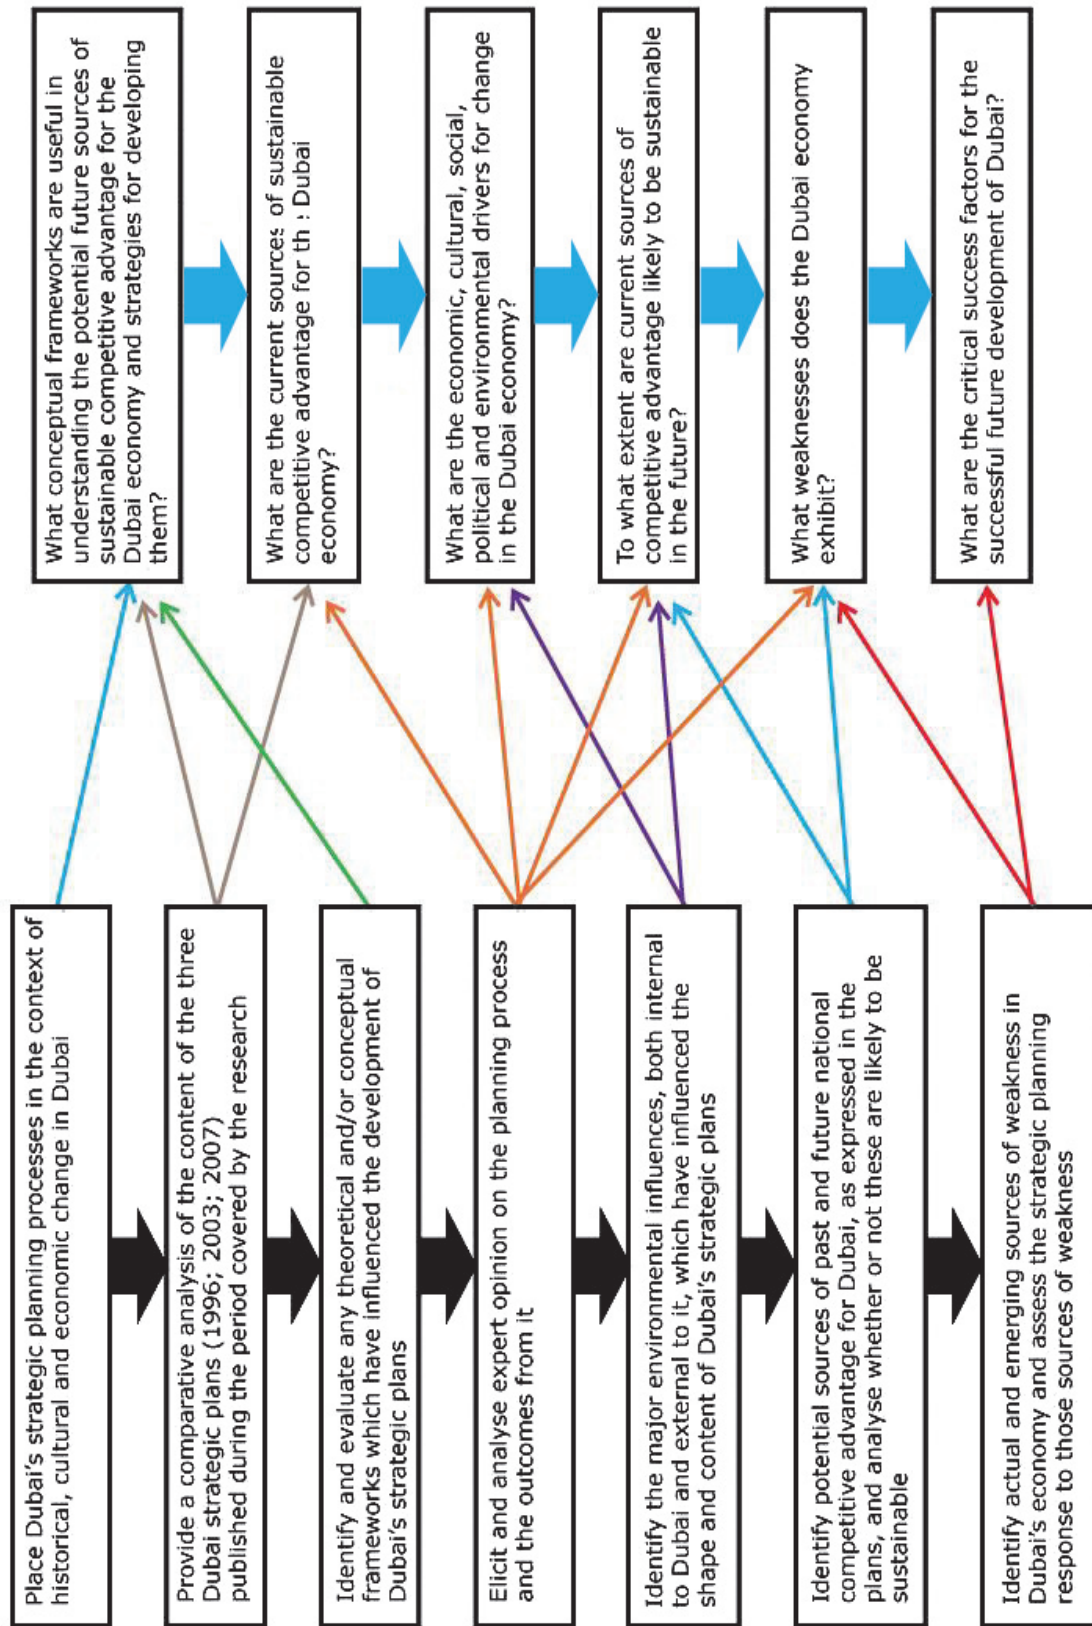 Place Dubai's strategic planning processes in the context of
historical, cultural and economic change in Dubai
Provide a comparative analysis of the content of the three
Dubai strategic plans (1996; 2003; 2007)
published during the period covered by the research
Identify and evaluate any theoretical and/or conceptual
frameworks which have influenced the development of
Dubai's strategic plans
Elicit and analyse expert opinion on the planning process
and the outcomes from it
Identify the major environmental influences, both internal
to Dubai and external to it, which have influenced the
shape and content of Dubai's strategic plans
Identify potential sources of past and future national
competitive advantage for Dubai, as expressed in the
plans, and analyse whether or not these are likely to be
sustainable
Identify actual and emerging sources of weakness in
Dubai's economy and assess the strategic planning
response to those sources of weakness
What conceptual frameworks are useful in
understanding the potential future sources of
sustainable competitive advantage for the
Dubai economy and strategies for developing
them?
What are the current sources of sustainable
competitive advantage for the Dubai
economy?
What are the economic, cultural, social,
political and environmental drivers for change
in the Dubai economy?
To what extent are current sources of
competitive advantage likely to be sustainable
in the future?
What weaknesses does the Dubai economy
exhibit?
What are the critical success factors for the
successful future development of Dubai?